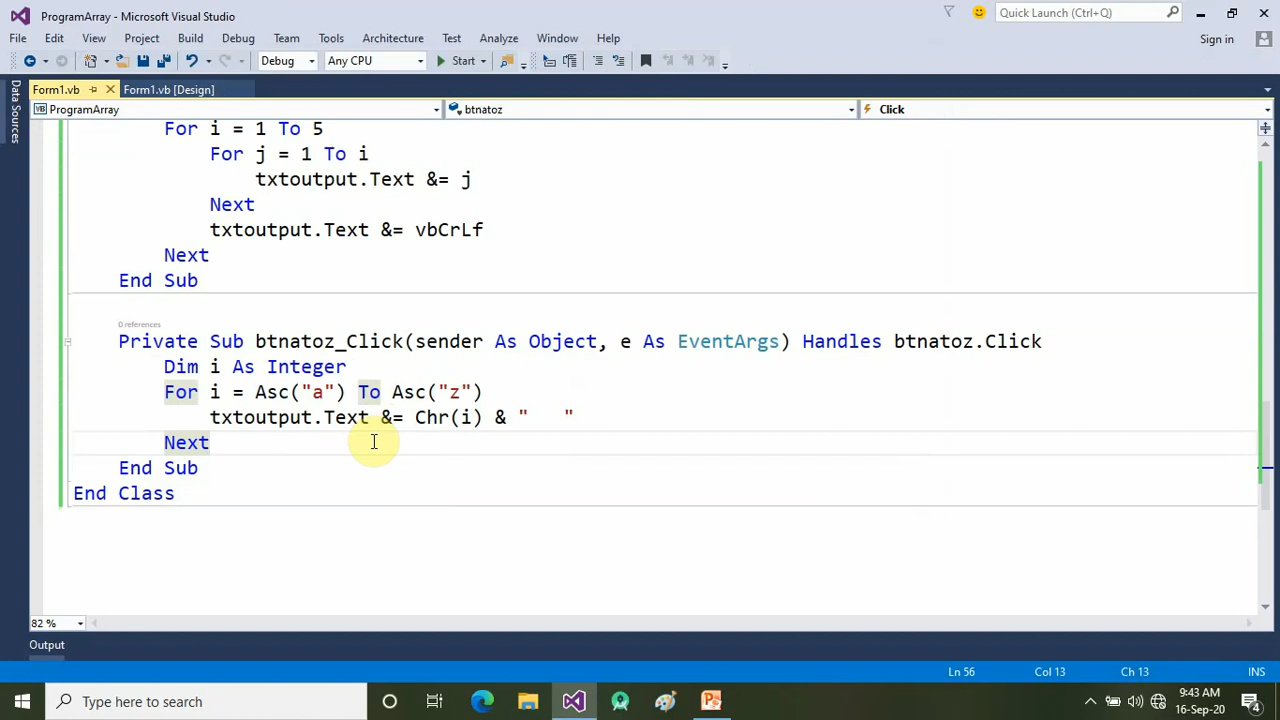 ProgramArray - Microsoft Visual Studio
Quick Launch (Ctrl+Q)
File Edit View Project Build Debug Team Tools Architecture Test Analyze Window Help
Sign in
Debug Any CPU Start
Form1.vb Form1.vb [Design]
Data Sources
VB ProgramArray btnatoz Click
For i = 1 To 5
For j = 1 To i
txtoutput.Text &= j
Next
txtoutput.Text &= vbCrLf
Next
End Sub
0 references
Private Sub btnatoz_Click(sender As Object, e As EventArgs) Handles btnatoz.Click
Dim i As Integer
For i = Asc("a") To Asc("z")
txtoutput.Text &= Chr(i) & "   "
Next
End Sub
End Class
82 %
Output
Ln 56 Col 13 Ch 13 INS
Type here to search
9:43 AM
16-Sep-20
4